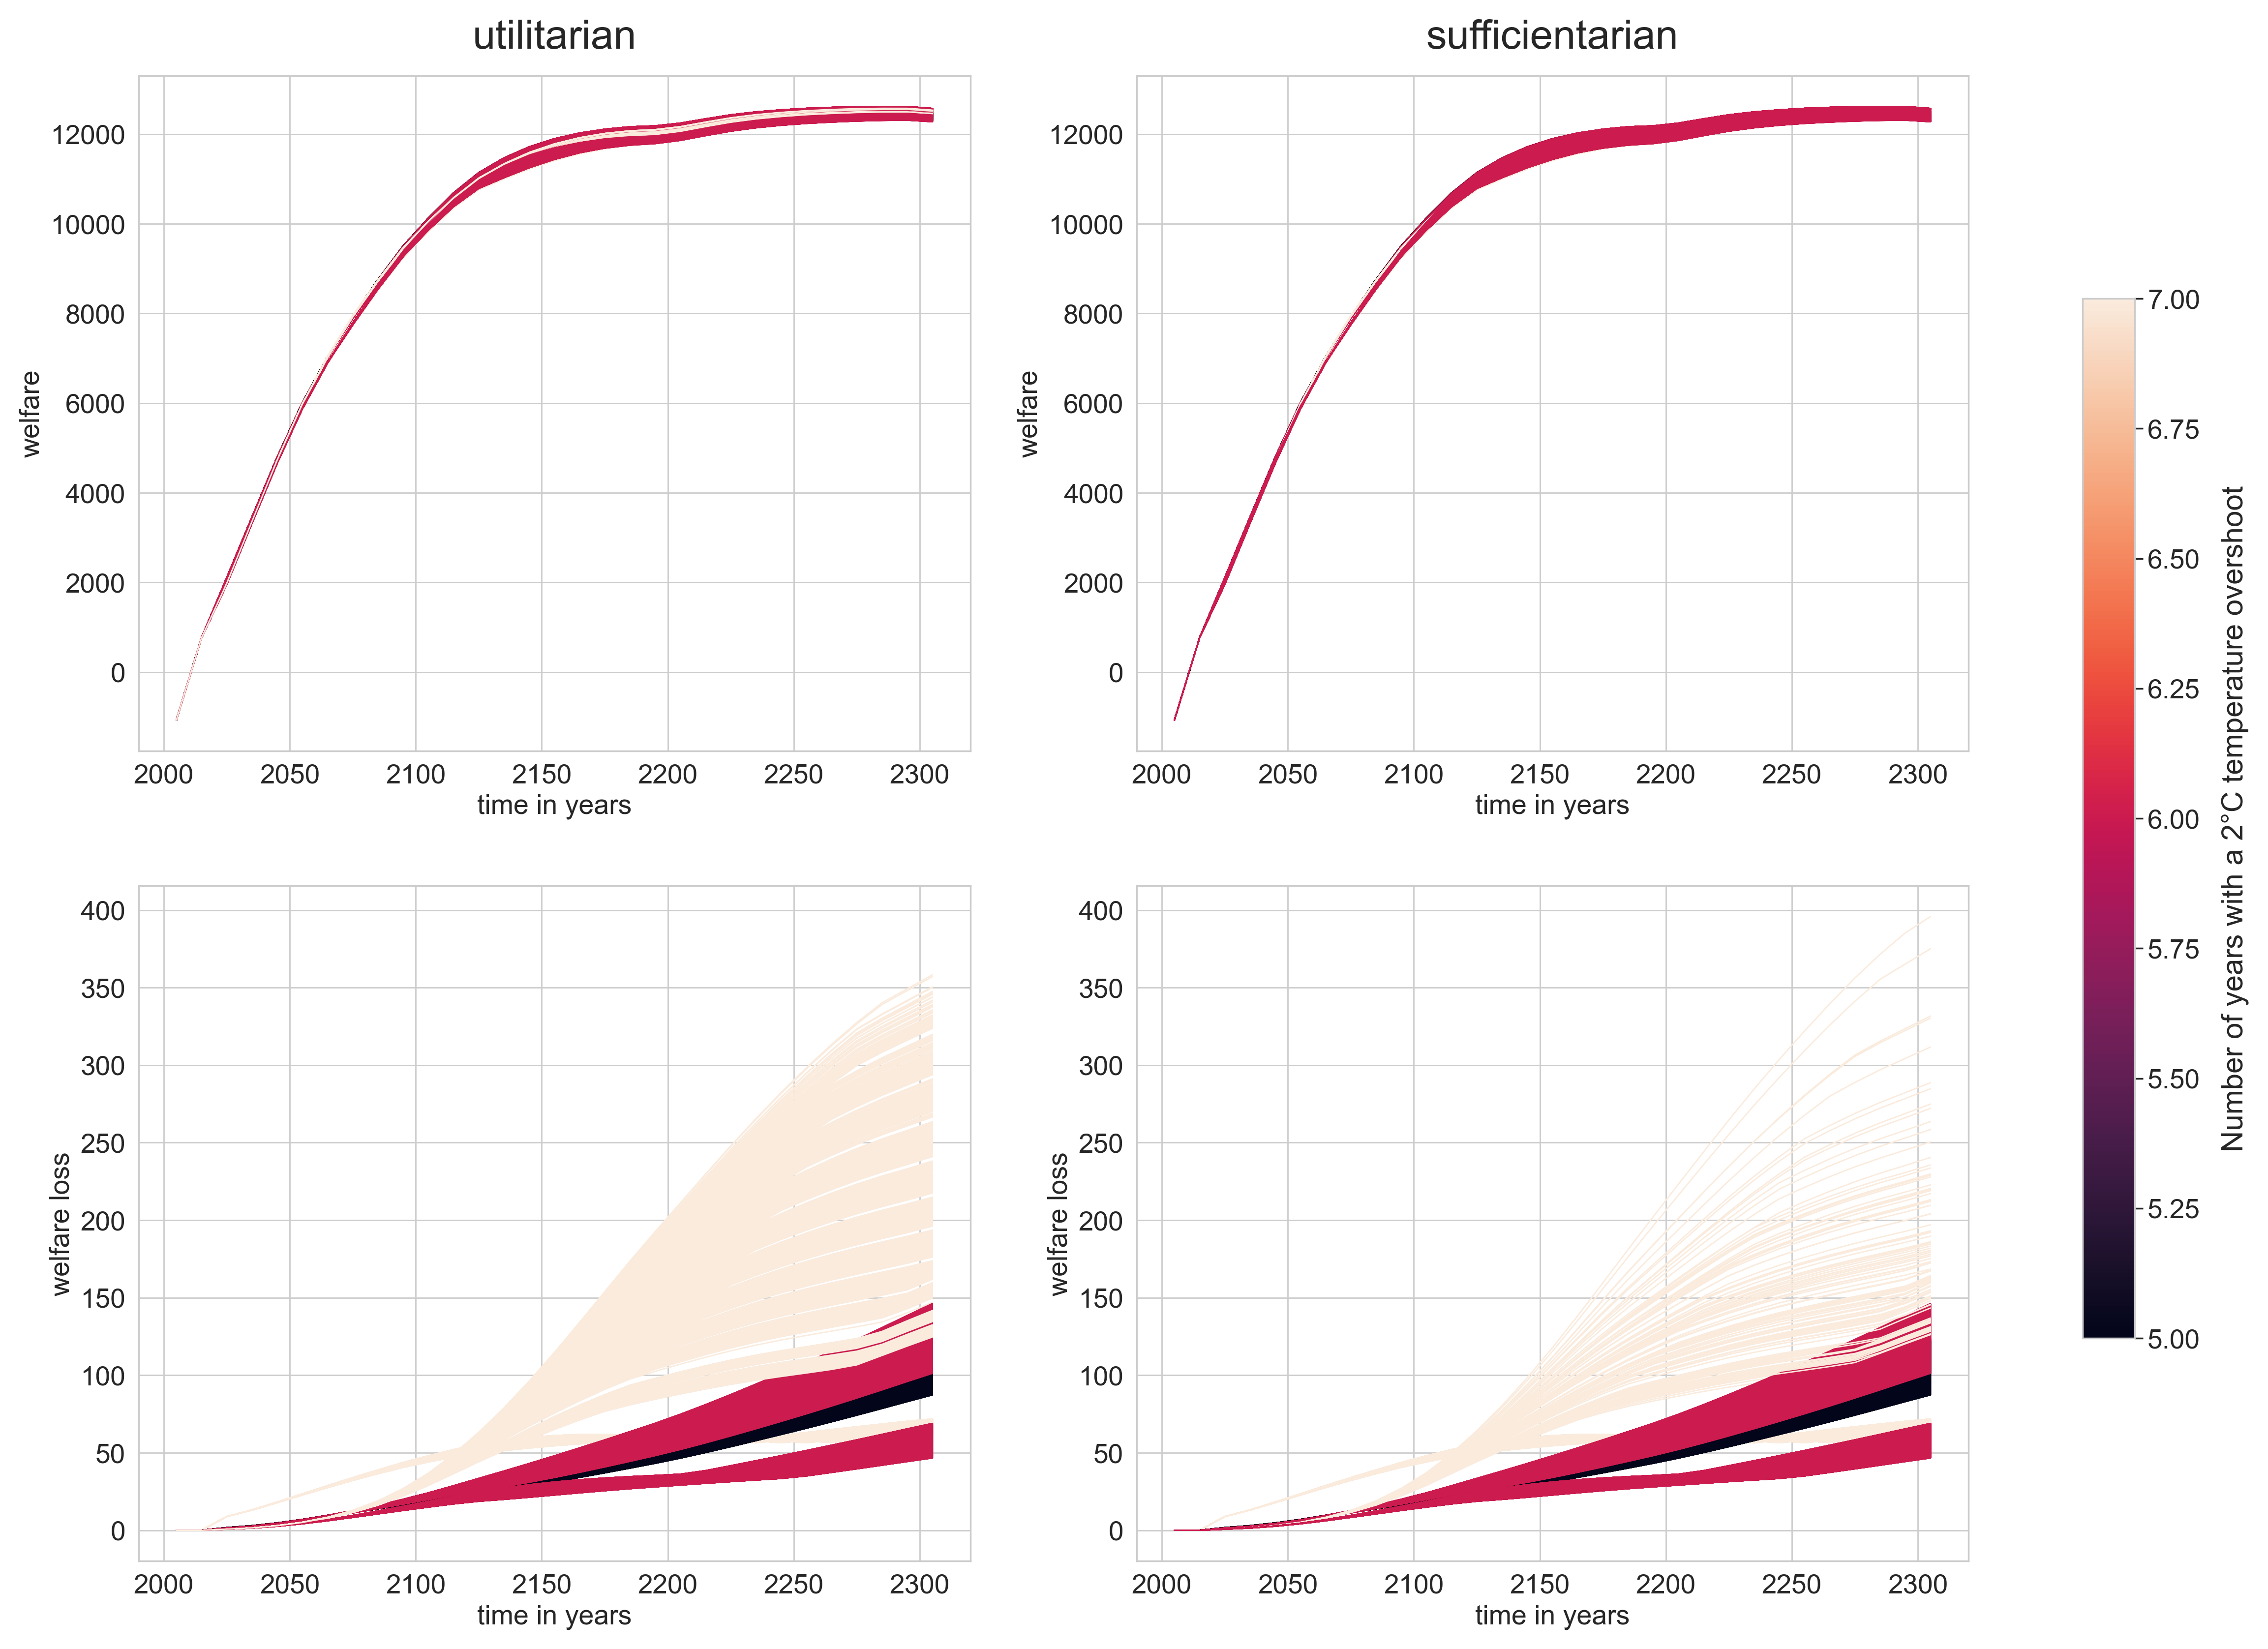 utilitarian
sufficientarian
12000
10000
8000
6000
4000
2000
0
welfare
2000 2050 2100 2150 2200 2250 2300
time in years
12000
10000
8000
6000
4000
2000
0
welfare
2000 2050 2100 2150 2200 2250 2300
time in years
400
350
300
250
200
150
100
50
0
welfare loss
2000 2050 2100 2150 2200 2250 2300
time in years
400
350
300
250
200
150
100
50
0
welfare loss
2000 2050 2100 2150 2200 2250 2300
time in years
7.00
6.75
6.50
6.25
6.00
5.75
5.50
5.25
5.00
Number of years with a 2°C temperature overshoot